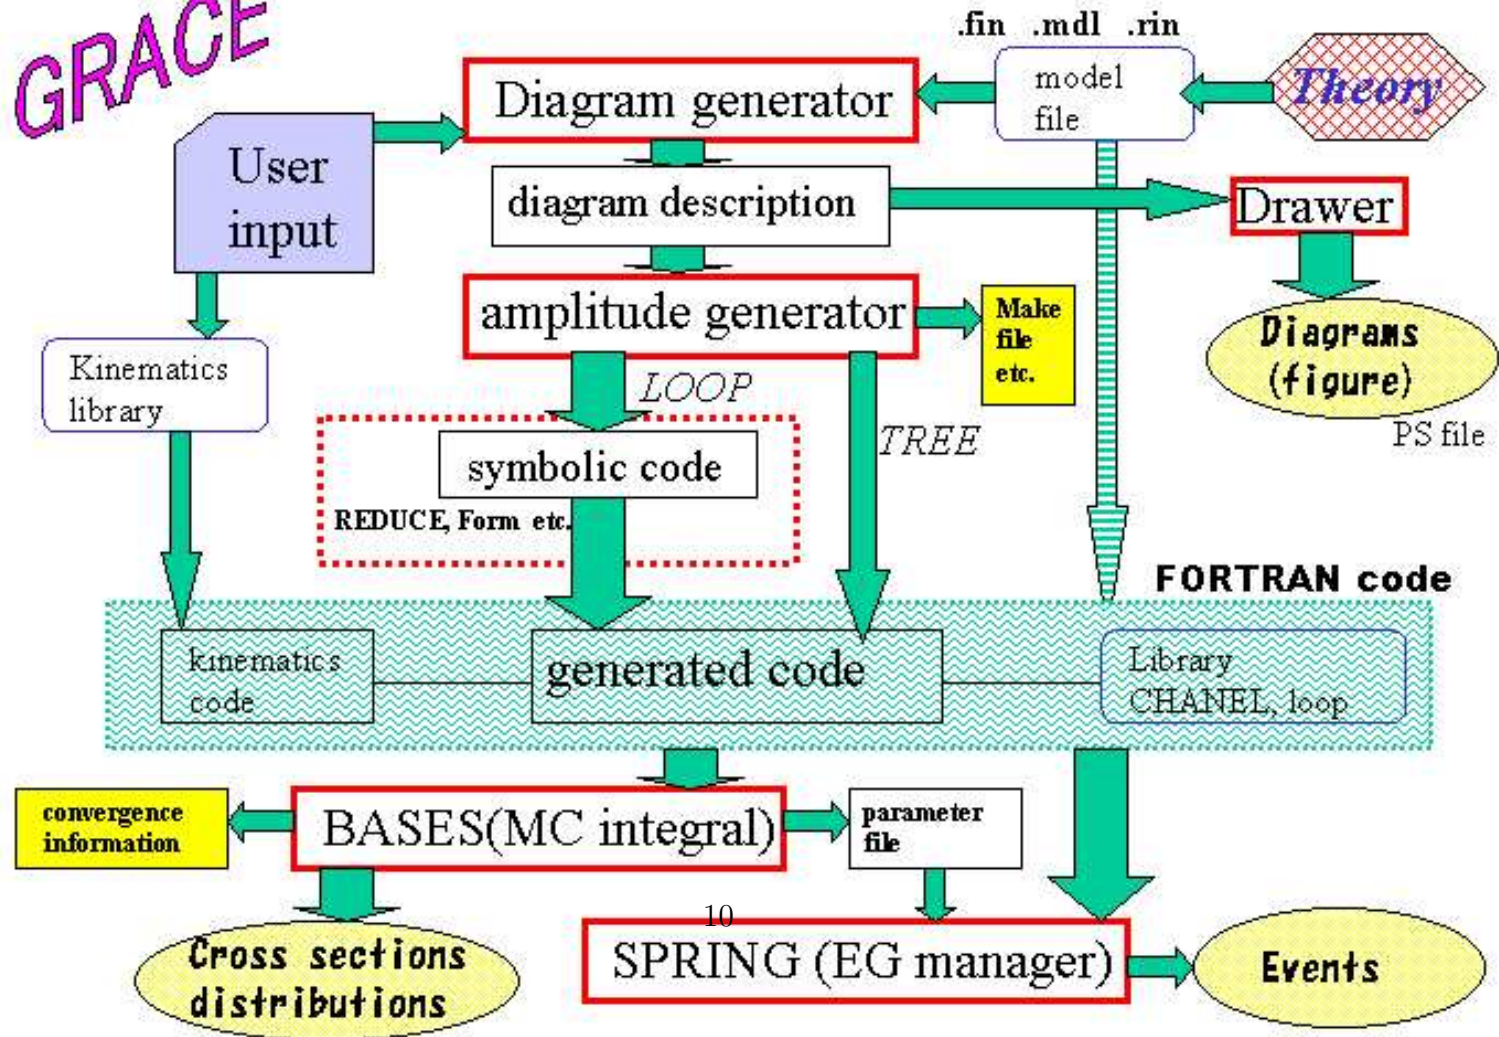 GRACE
.fin .mdl .rin
Diagram generator
model
file
Theory
User
input
diagram description
Drawer
amplitude generator
Make
file
etc.
Diagrams
(figure)
PS file
Kinematics
library
LOOP
TREE
symbolic code
REDUCE, Form etc.
FORTRAN code
kinematics
code
generated code
Library
CHANEL, loop
convergence
information
BASES(MC integral)
parameter
file
10
Cross sections
distributions
SPRING (EG manager)
Events